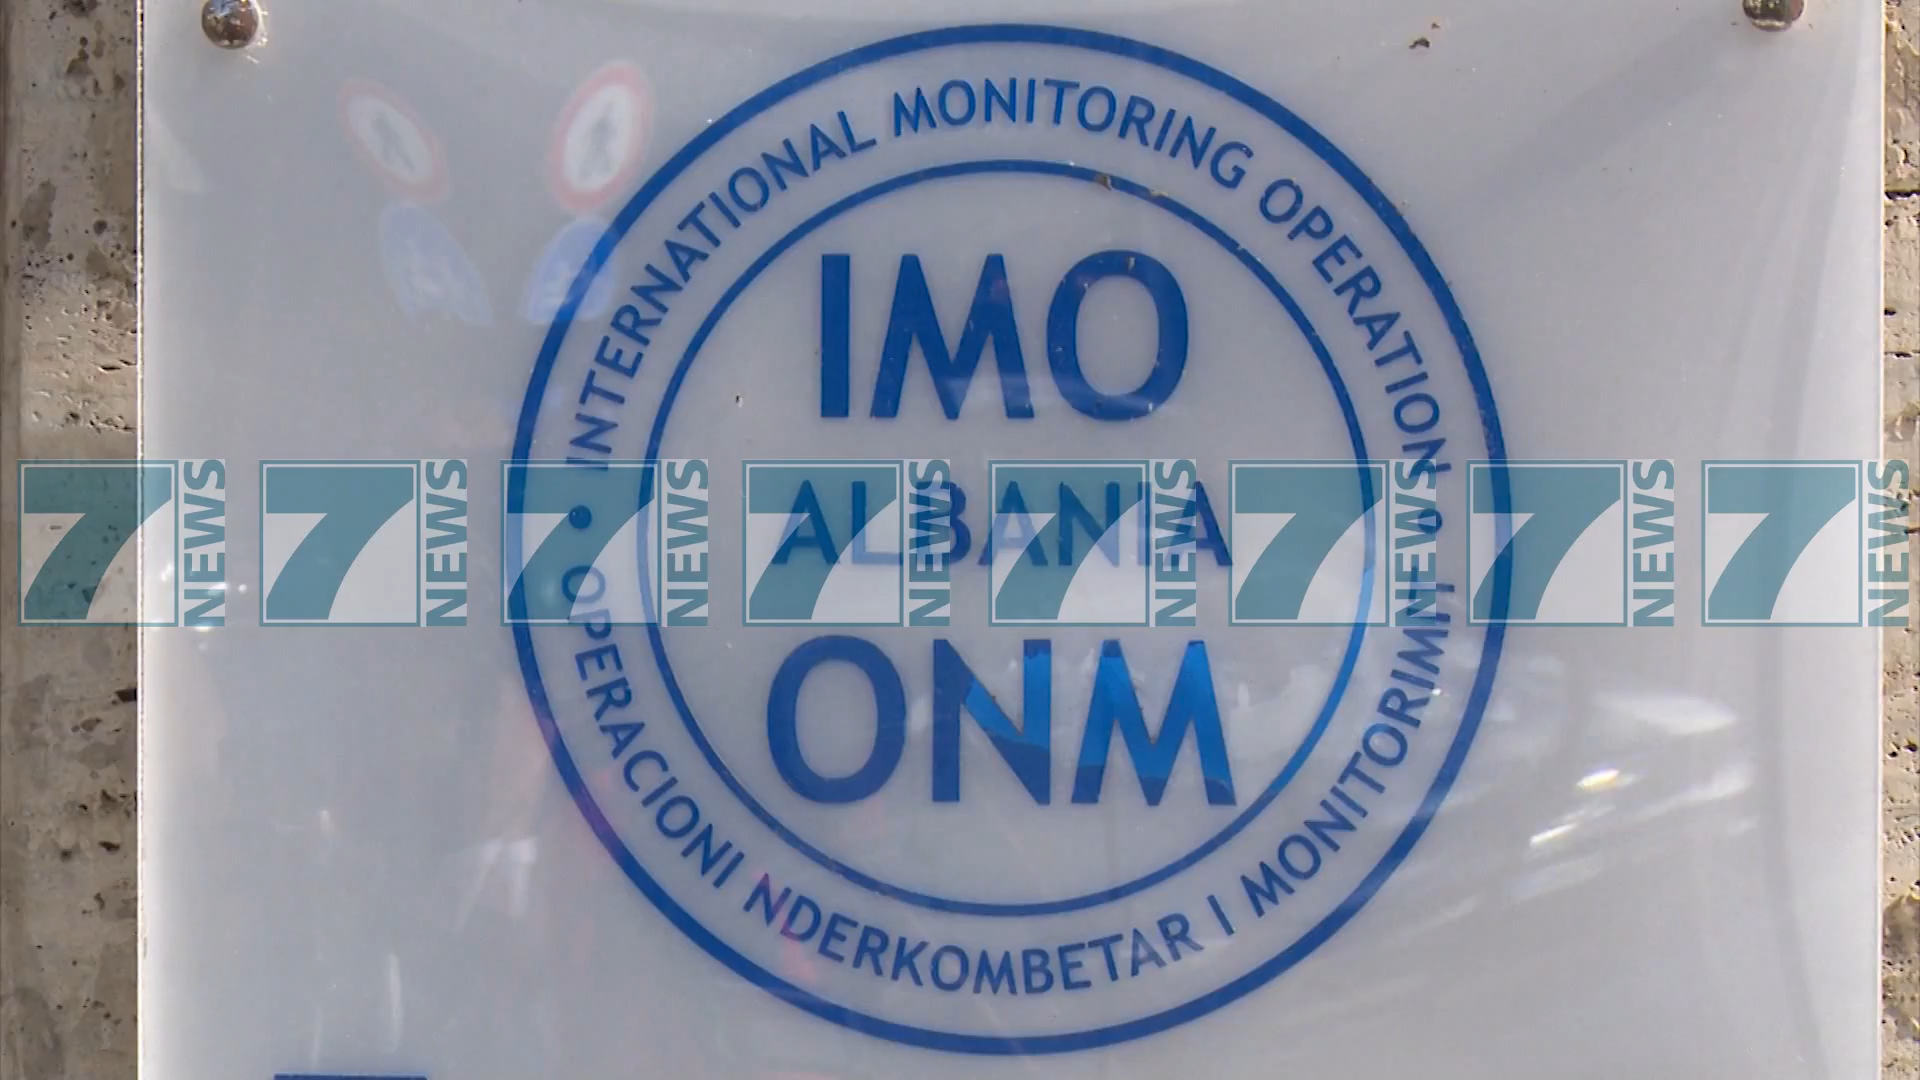 INTERNATIONAL MONITORING OPERATION
IMO
ALBANIA
ONM
OPERACIONI NDERKOMBETAR I MONITORIMIT
7 NEWS 7 NEWS 7 NEWS 7 NEWS 7 NEWS 7 NEWS 7 NEWS 7 NEWS